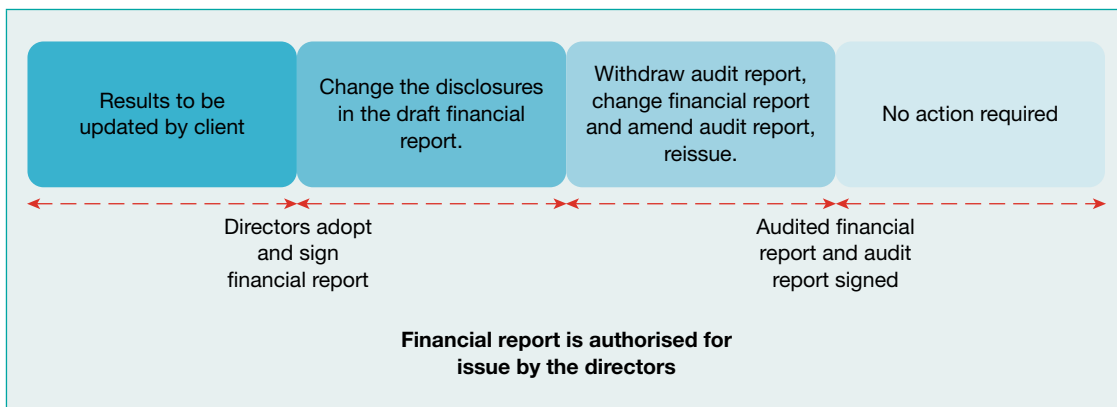 Results to be
updated by client
Change the disclosures
in the draft financial
report.
Withdraw audit report,
change financial report
and amend audit report,
reissue.
No action required
Directors adopt
and sign
financial report
Audited financial
report and audit
report signed
Financial report is authorised for
issue by the directors